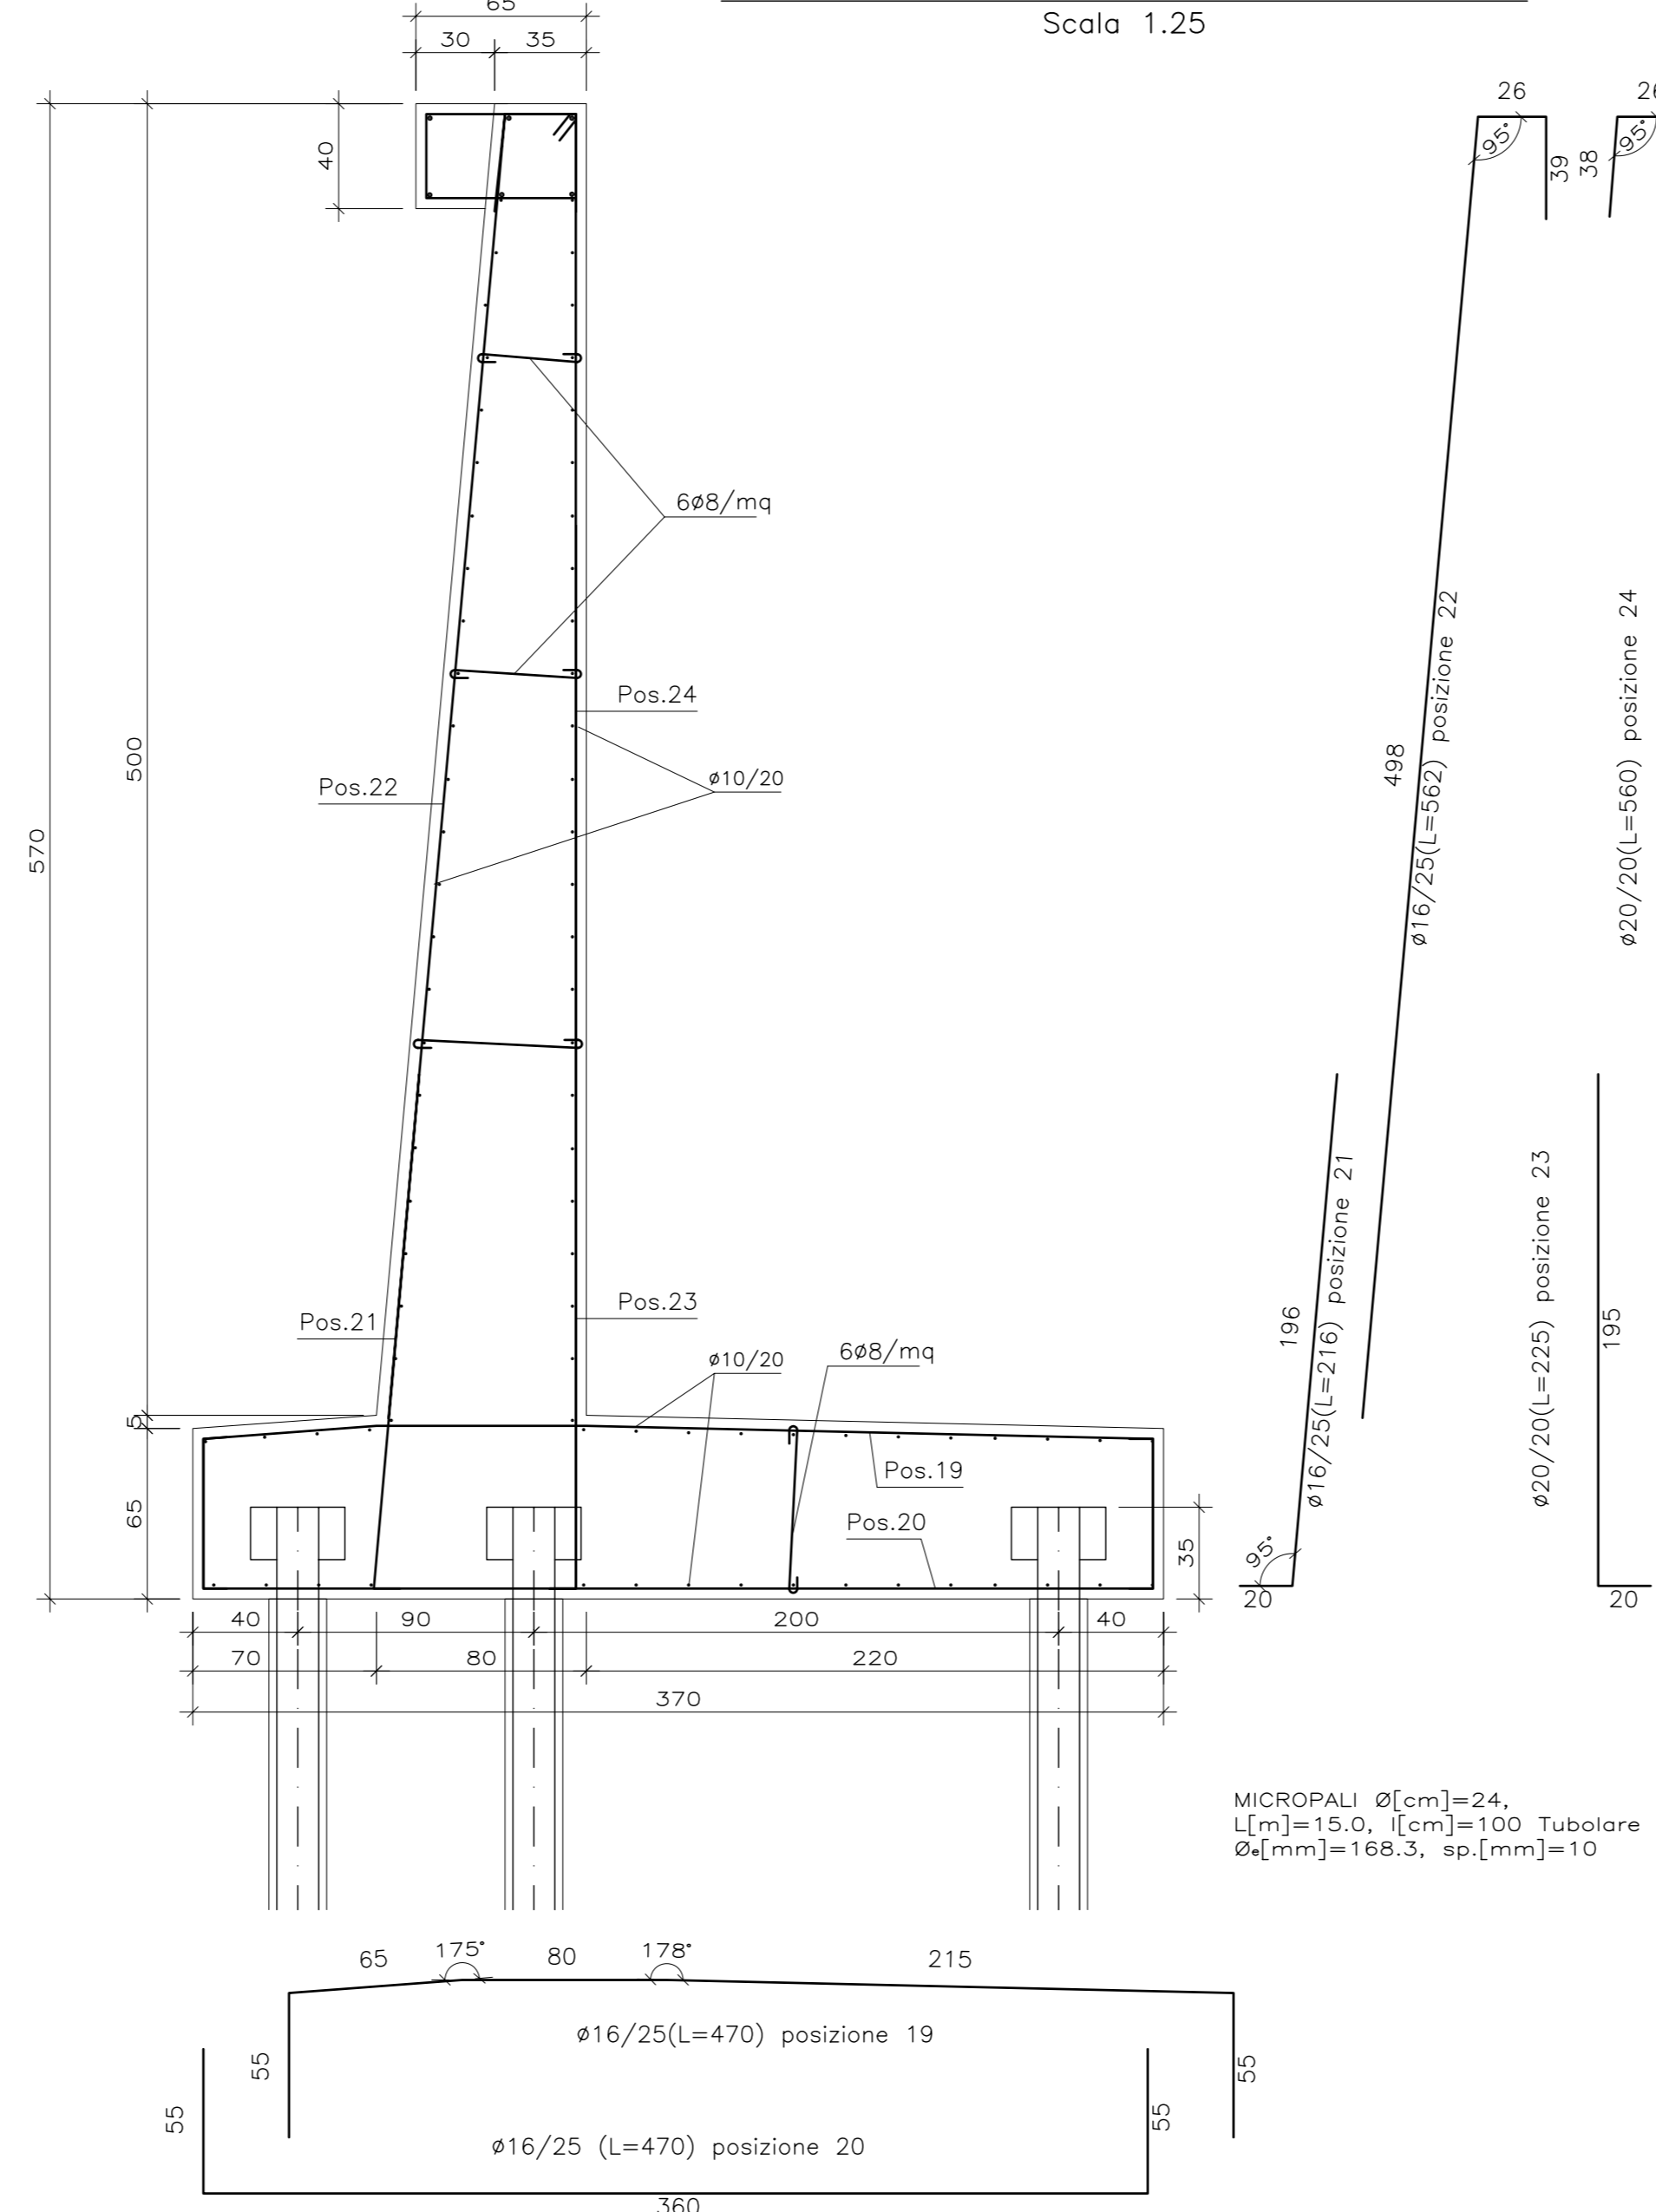 65
Scala 1.25
30
35
40
500
570
5
65
6ø8/mq
Pos.24
Pos.22
ø10/20
Pos.21
Pos.23
ø10/20
6ø8/mq
Pos.19
Pos.20
35
40
90
200
40
70
80
220
370
26
95°
39
498
ø16/25(L=562) posizione 22
38
95°
ø20/20(L=560) posizione 24
196
ø16/25(L=216) posizione 21
95°
20
ø20/20(L=225) posizione 23
195
20
MICROPALI Ø[cm]=24,
L[m]=15.0, I[cm]=100 Tubolare
Øe[mm]=168.3, sp.[mm]=10
65
175°
80
178°
215
ø16/25(L=470) posizione 19
55
55
55
55
ø16/25 (L=470) posizione 20
360